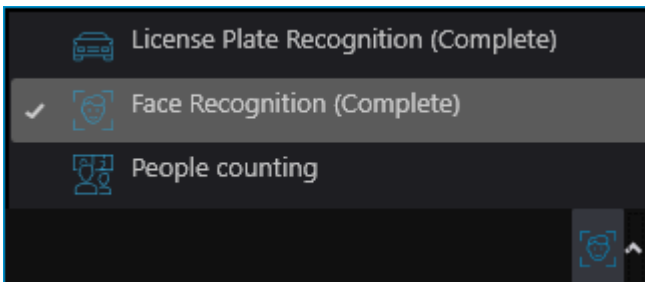 License Plate Recognition (Complete)
Face Recognition (Complete)
People counting